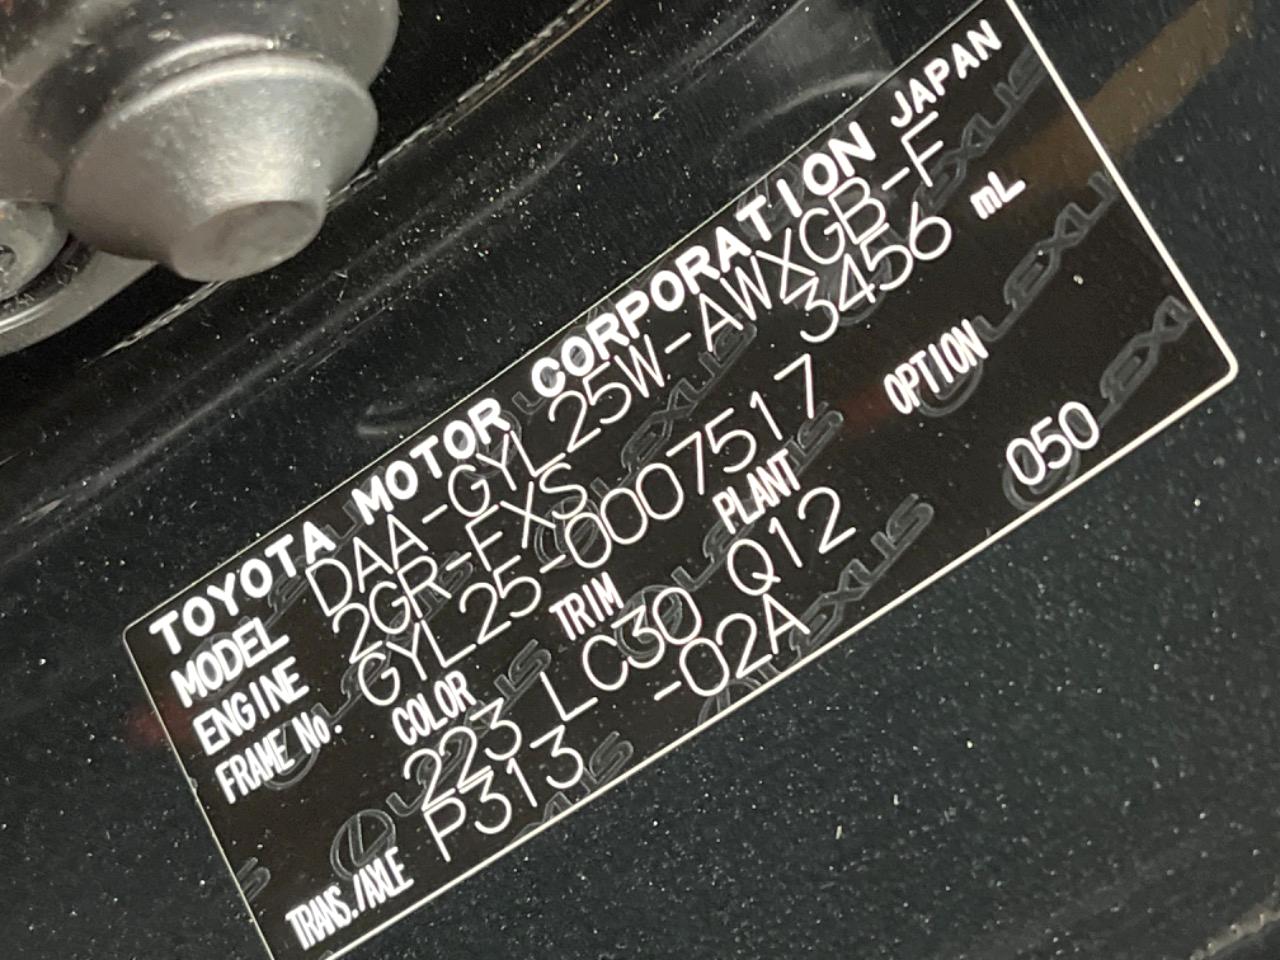 TOYOTA MOTOR CORPORATION JAPAN
MODEL DAA-GYL25W-AWXGB-F
ENGINE 2GR-FXS 3456 mL
FRAME No. GYL25-0007517
COLOR TRIM PLANT OPTION
223 LC30 Q12 050
TRANS./AXLE P313 -02A